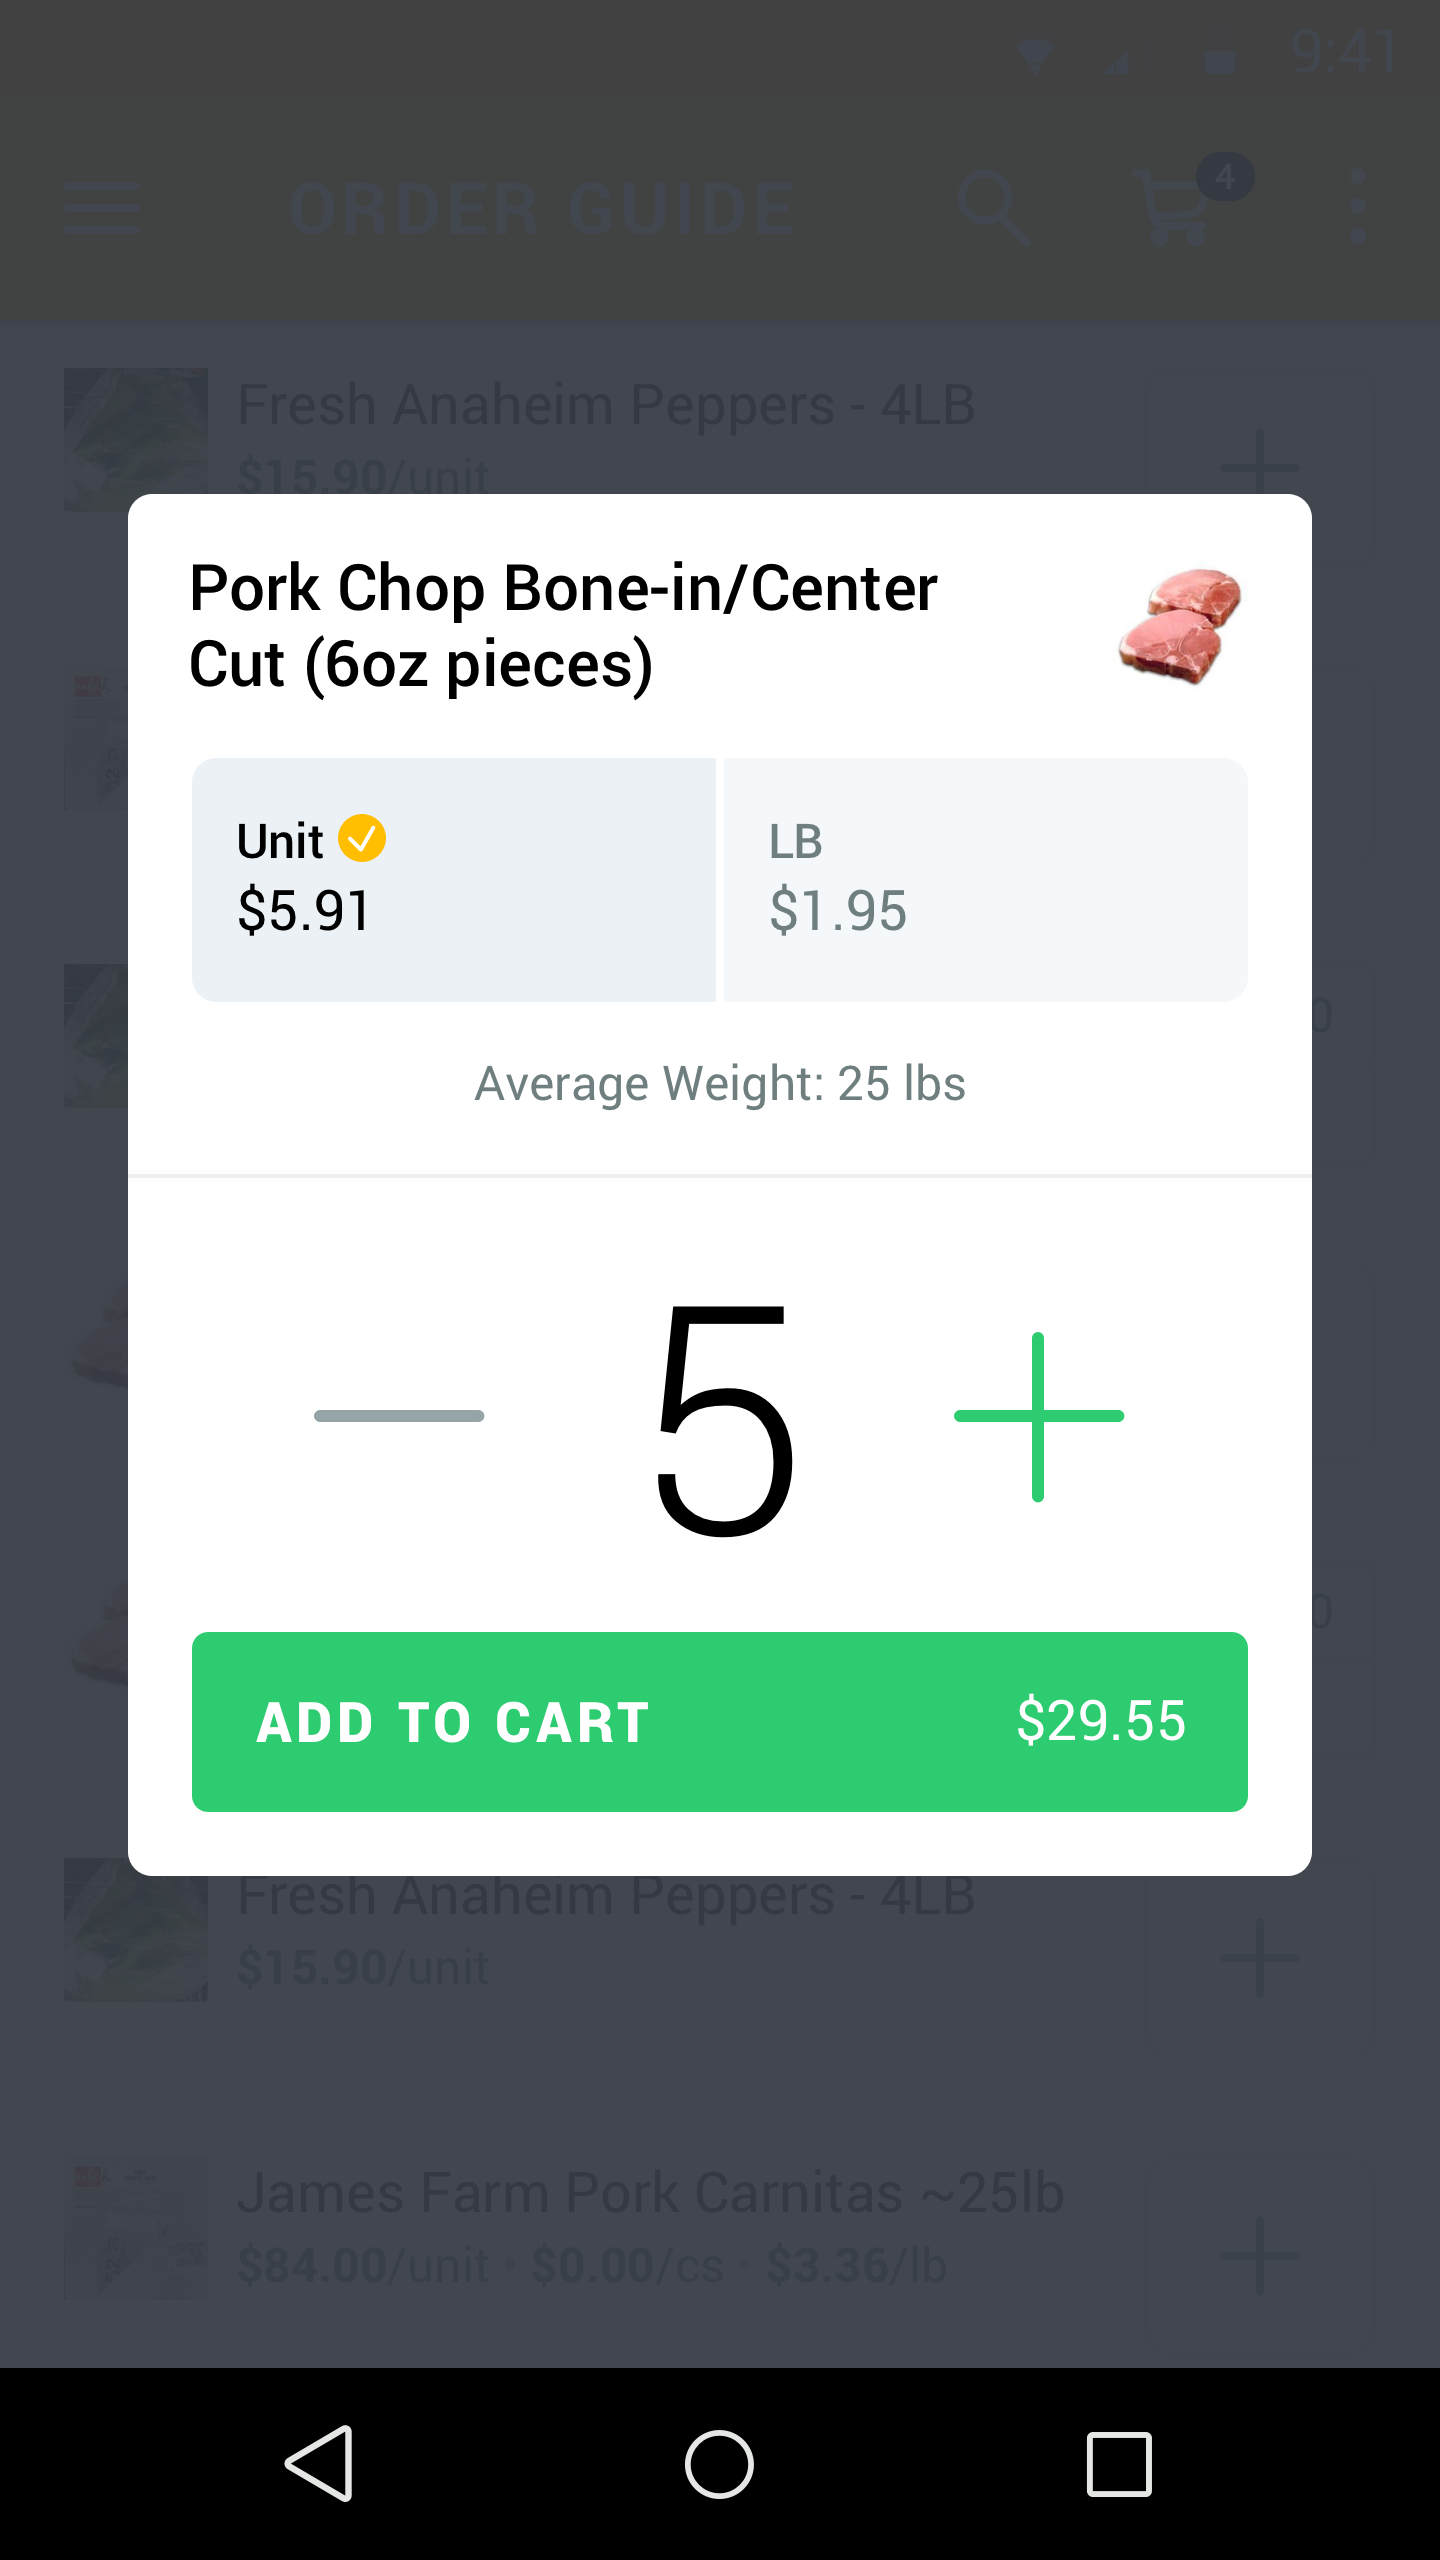 9:41
ORDER GUIDE
4
Fresh Anaheim Peppers - 4LB
$15.90/unit
Pork Chop Bone-in/Center
Cut (6oz pieces)
Unit
$5.91
LB
$1.95
Average Weight: 25 lbs
5
ADD TO CART $29.55
Fresh Anaheim Peppers - 4LB
$15.90/unit
James Farm Pork Carnitas ~25lb
$84.00/unit • $0.00/cs • $3.36/lb